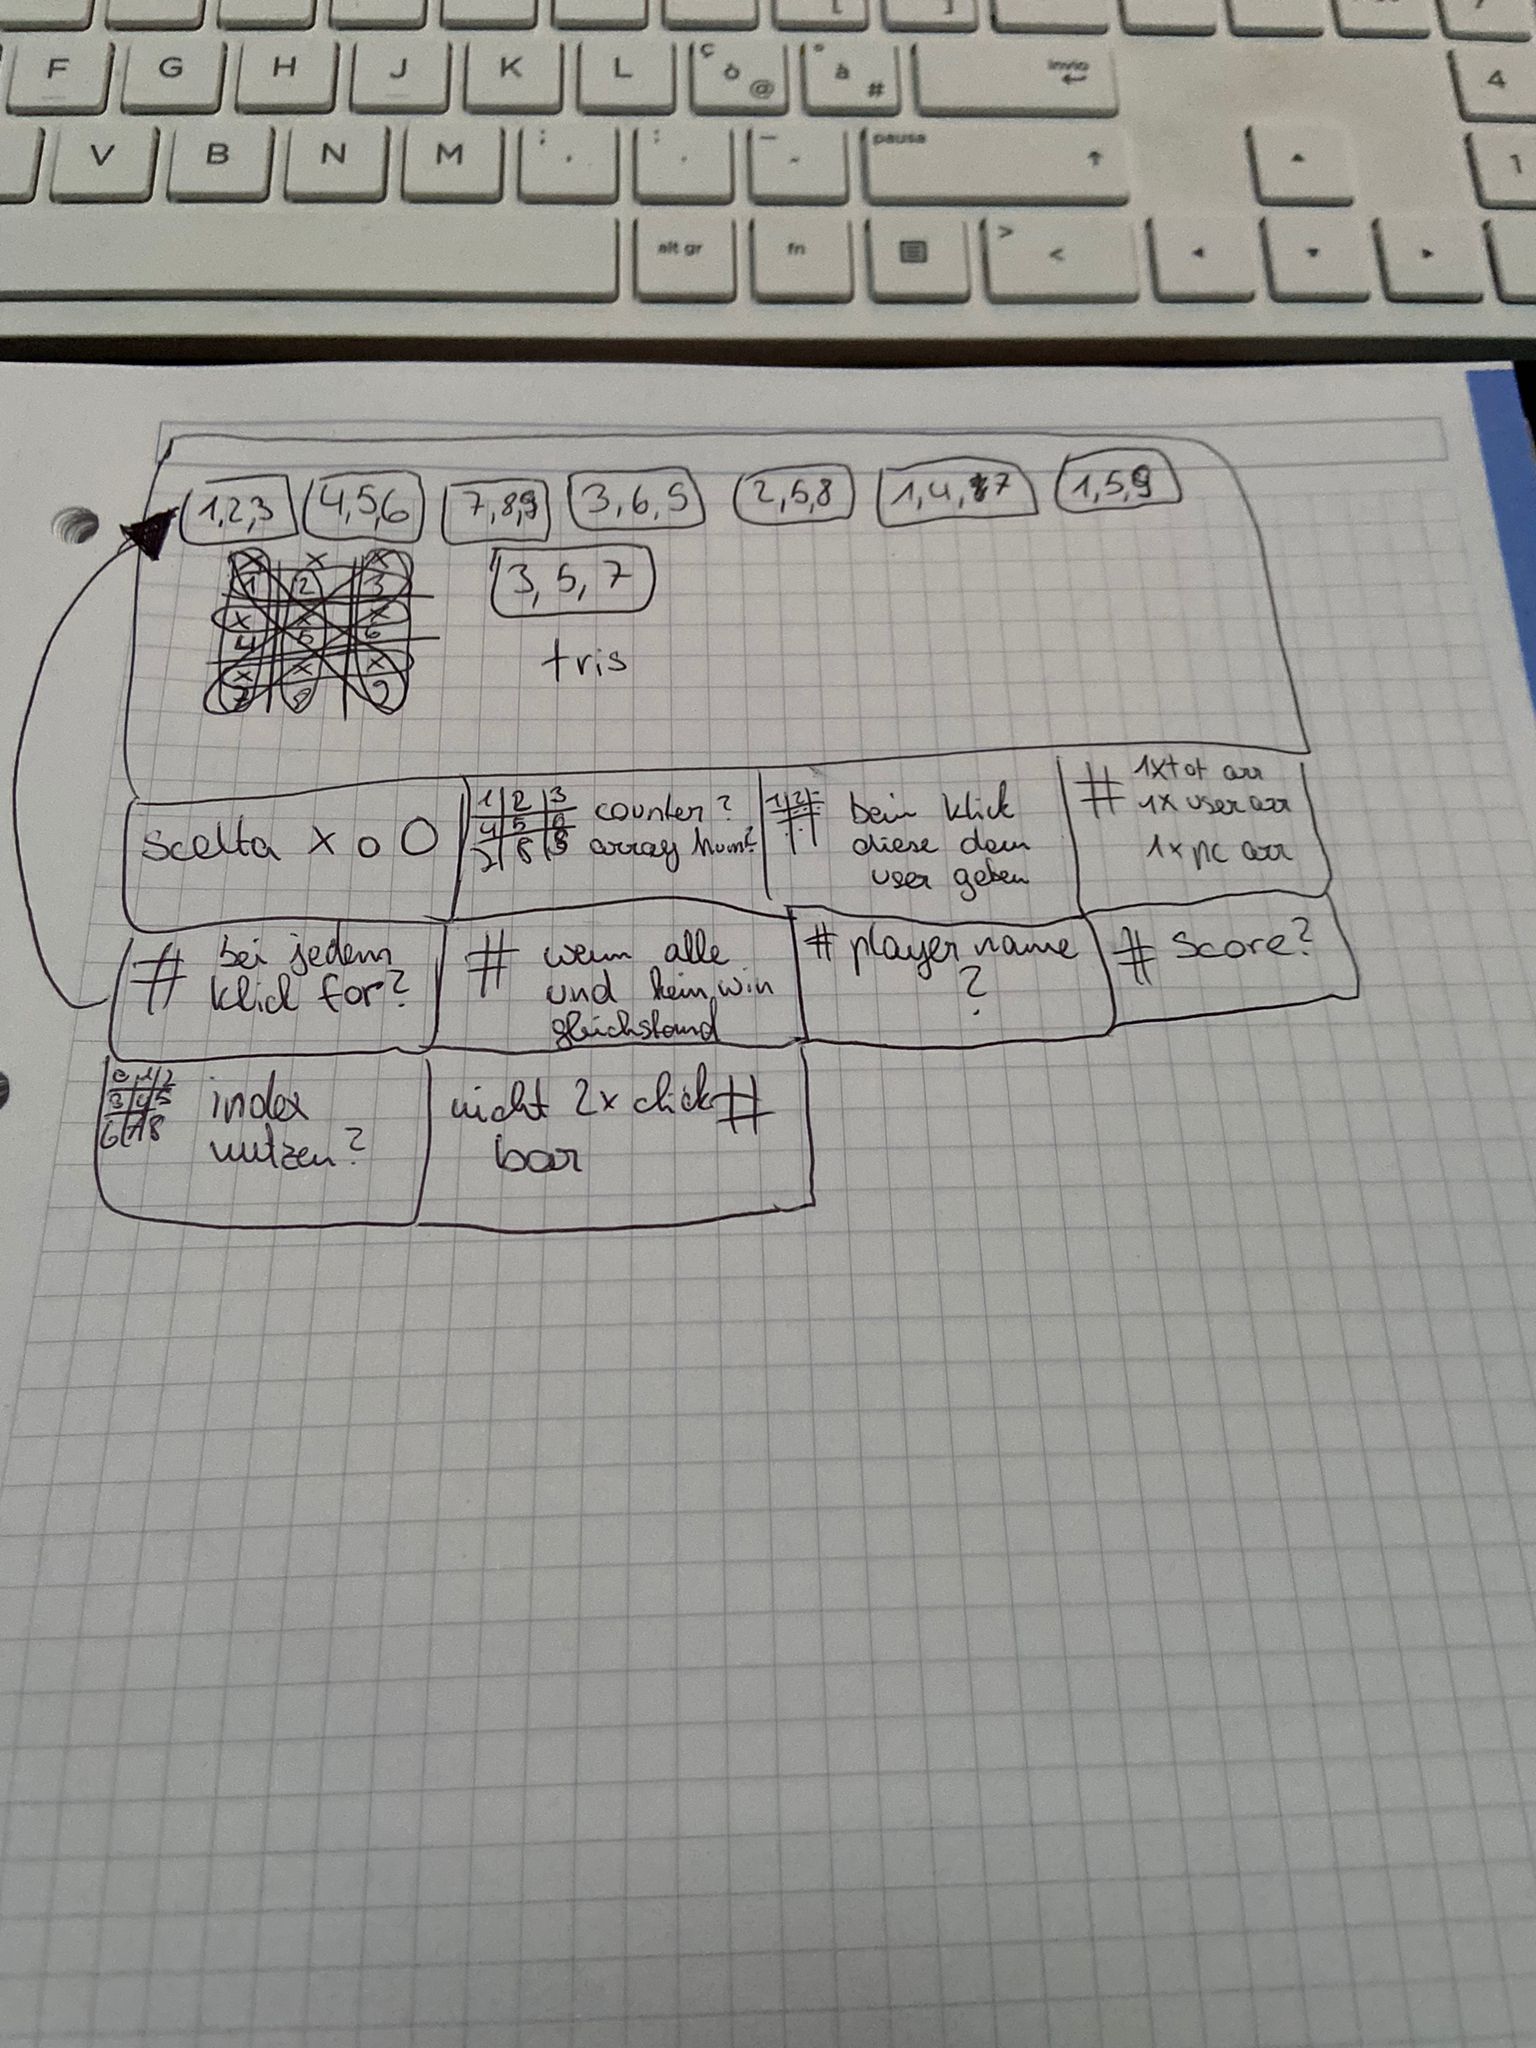 F G H J K L ç ò @ ° à # invio 4
V B N M ; , : . _ - pausa 1
alt gr fn > <
1,2,3 4,5,6 7,8,9 3,6,9 2,5,8 1,4,7 1,5,9
1 2 3
4 5 6
7 8 9
3, 5, 7
tris
scelta x o O
1 2 3
4 5 6
7 8 9
counter?
array num?
1 2
beim klick
diese dem
user geben
# 1x tot arr
1x user arr
1x pc arr
# bei jedem
klick for?
# wenn alle
und kein win
gleichstand
# player name
?
# Score?
0 1 2
3 4 5
6 7 8
index
nutzen?
nicht 2x click #
bar